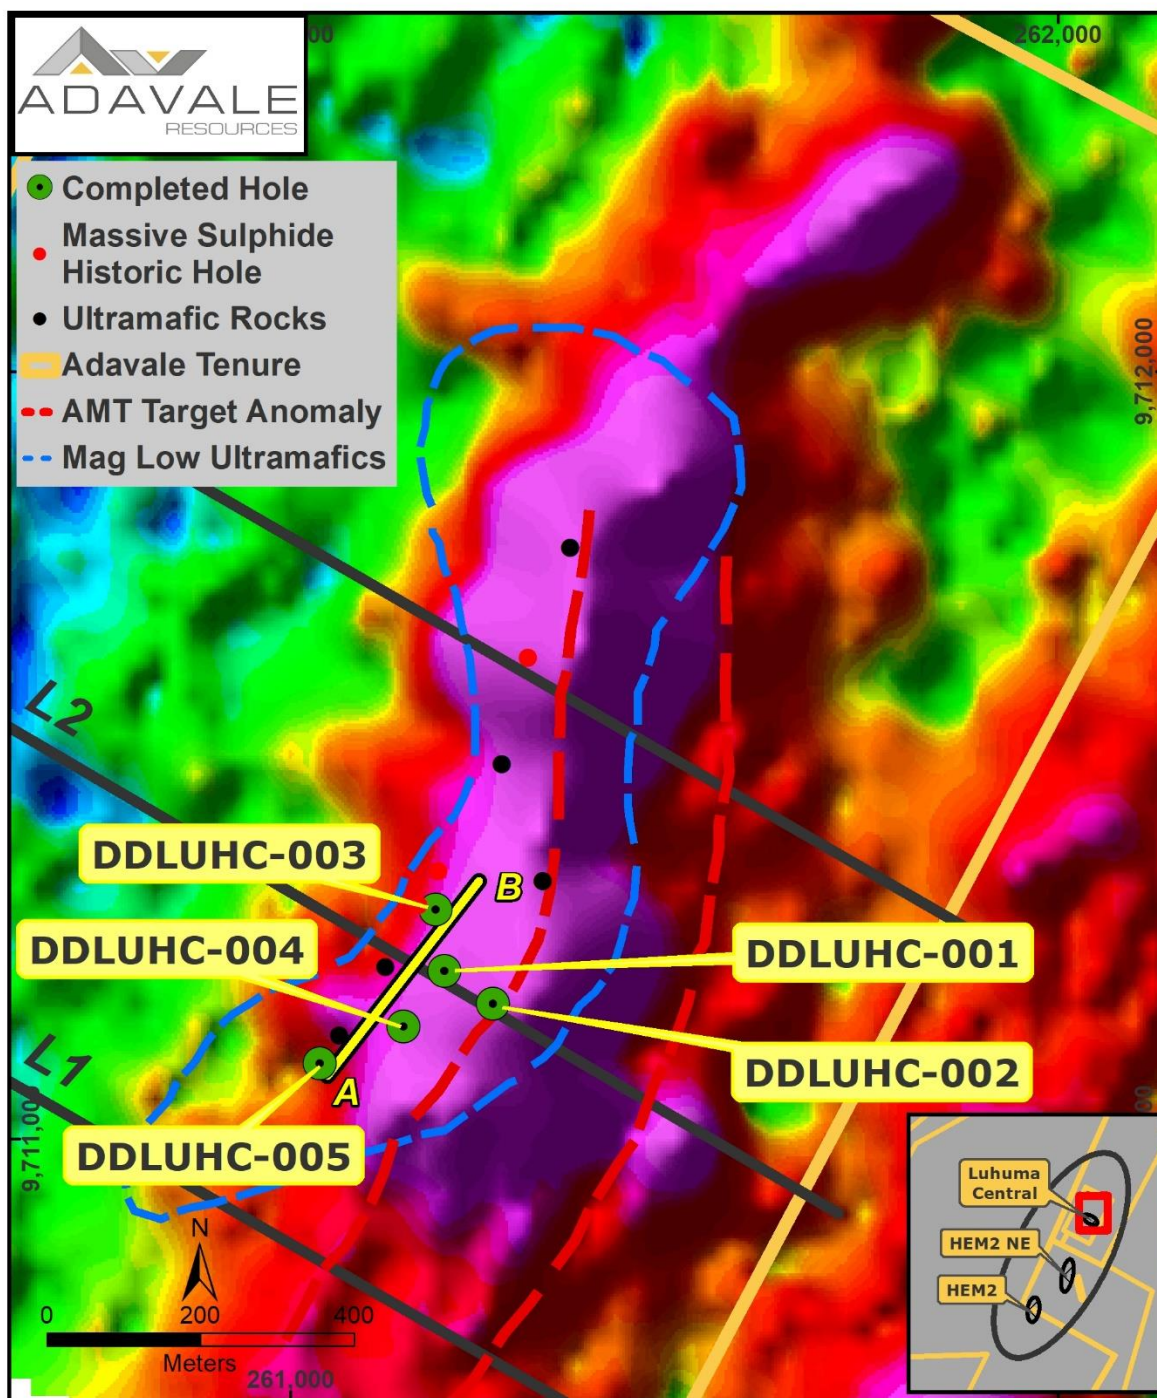 ADAVALE
RESOURCES
00
262,000
Completed Hole
Massive Sulphide
Historic Hole
Ultramafic Rocks
Adavale Tenure
AMT Target Anomaly
Mag Low Ultramafics
9,712,000
L2
DDLUHC-003
B
DDLUHC-004
DDLUHC-001
L1
DDLUHC-002
A
DDLUHC-005
9,711,000
00
N
0 200 400
Meters
261,000
Luhuma
Central
HEM2 NE
HEM2